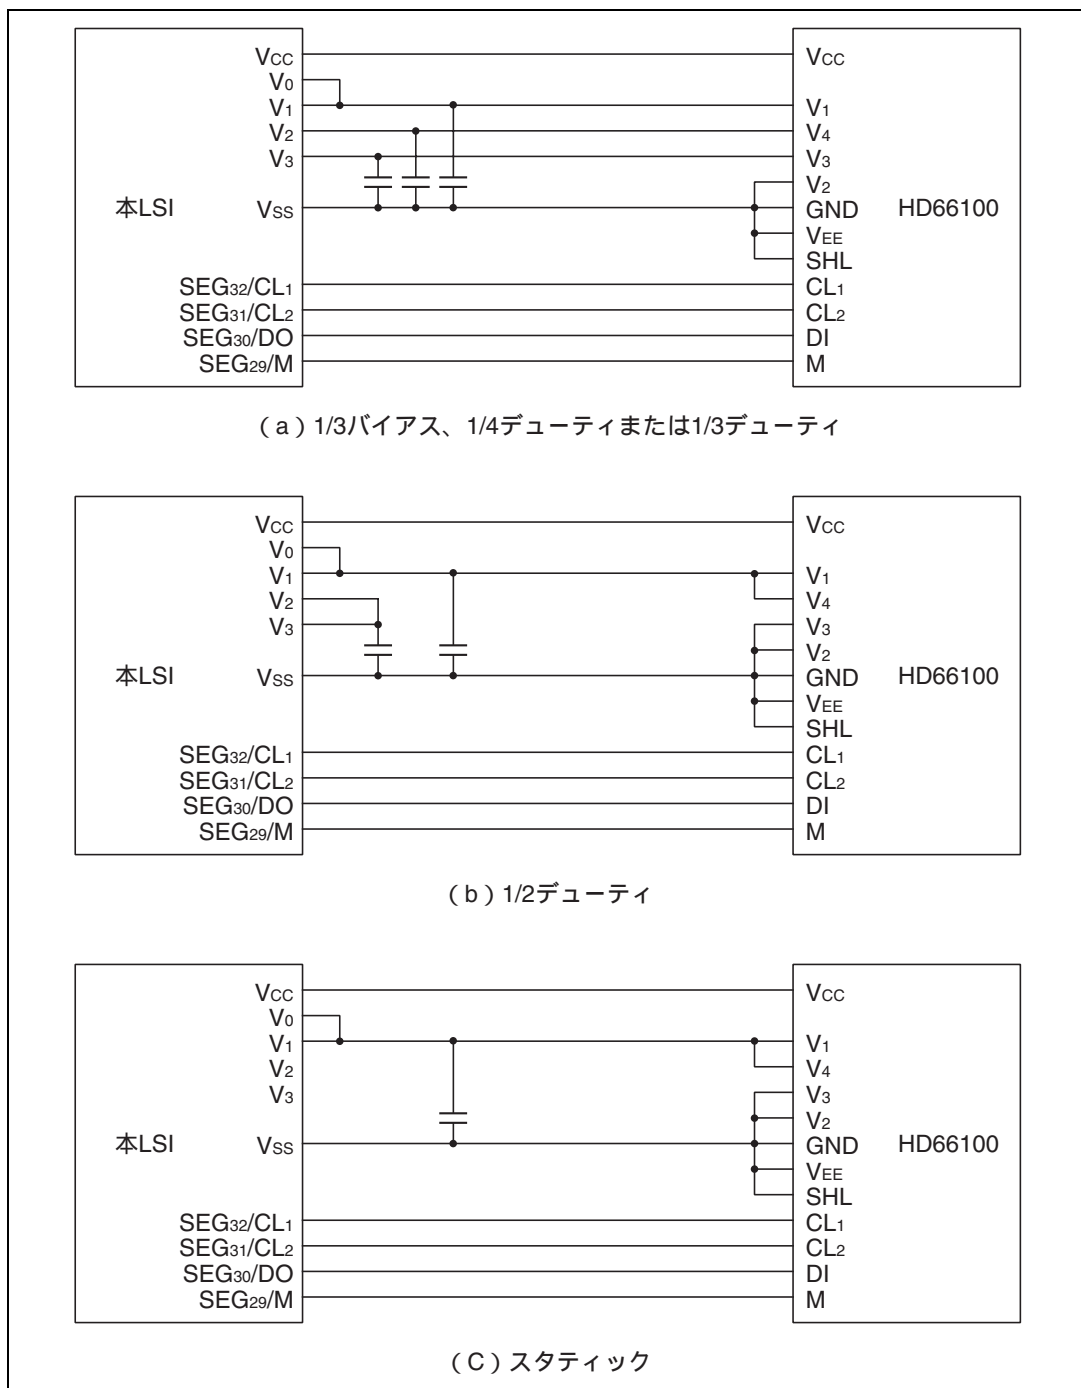 VCC VCC
V0
V1 V1
V2 V4
V3 V3
V2
本LSI VSS GND HD66100
VEE
SHL
SEG32/CL1 CL1
SEG31/CL2 CL2
SEG30/DO DI
SEG29/M M
(a)1/3バイアス、1/4デューティまたは1/3デューティ
VCC VCC
V0
V1 V1
V2 V4
V3 V3
V2
本LSI VSS GND HD66100
VEE
SHL
SEG32/CL1 CL1
SEG31/CL2 CL2
SEG30/DO DI
SEG29/M M
(b)1/2デューティ
VCC VCC
V0
V1 V1
V2 V4
V3 V3
V2
本LSI VSS GND HD66100
VEE
SHL
SEG32/CL1 CL1
SEG31/CL2 CL2
SEG30/DO DI
SEG29/M M
(C)スタティック